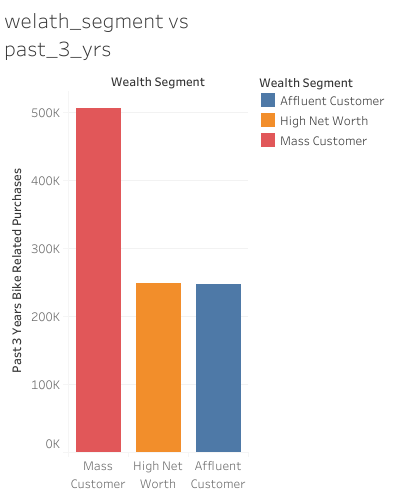 welath_segment vs
past_3_yrs
Wealth Segment
Wealth Segment
Affluent Customer
High Net Worth
Mass Customer
Past 3 Years Bike Related Purchases
500K
400K
300K
200K
100K
0K
Mass
Customer
High Net
Worth
Affluent
Customer